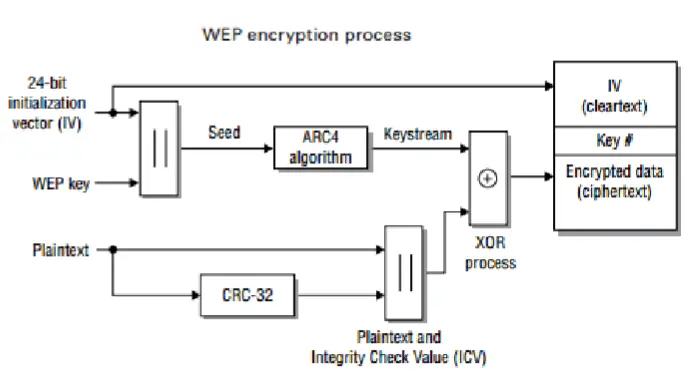 WEP encryption process
24-bit
initialization
vector (IV)
WEP key
Seed
ARC4
algorithm
Keystream
IV
(cleartext)
Key #
Encrypted data
(ciphertext)
XOR
process
Plaintext
CRC-32
Plaintext and
Integrity Check Value (ICV)